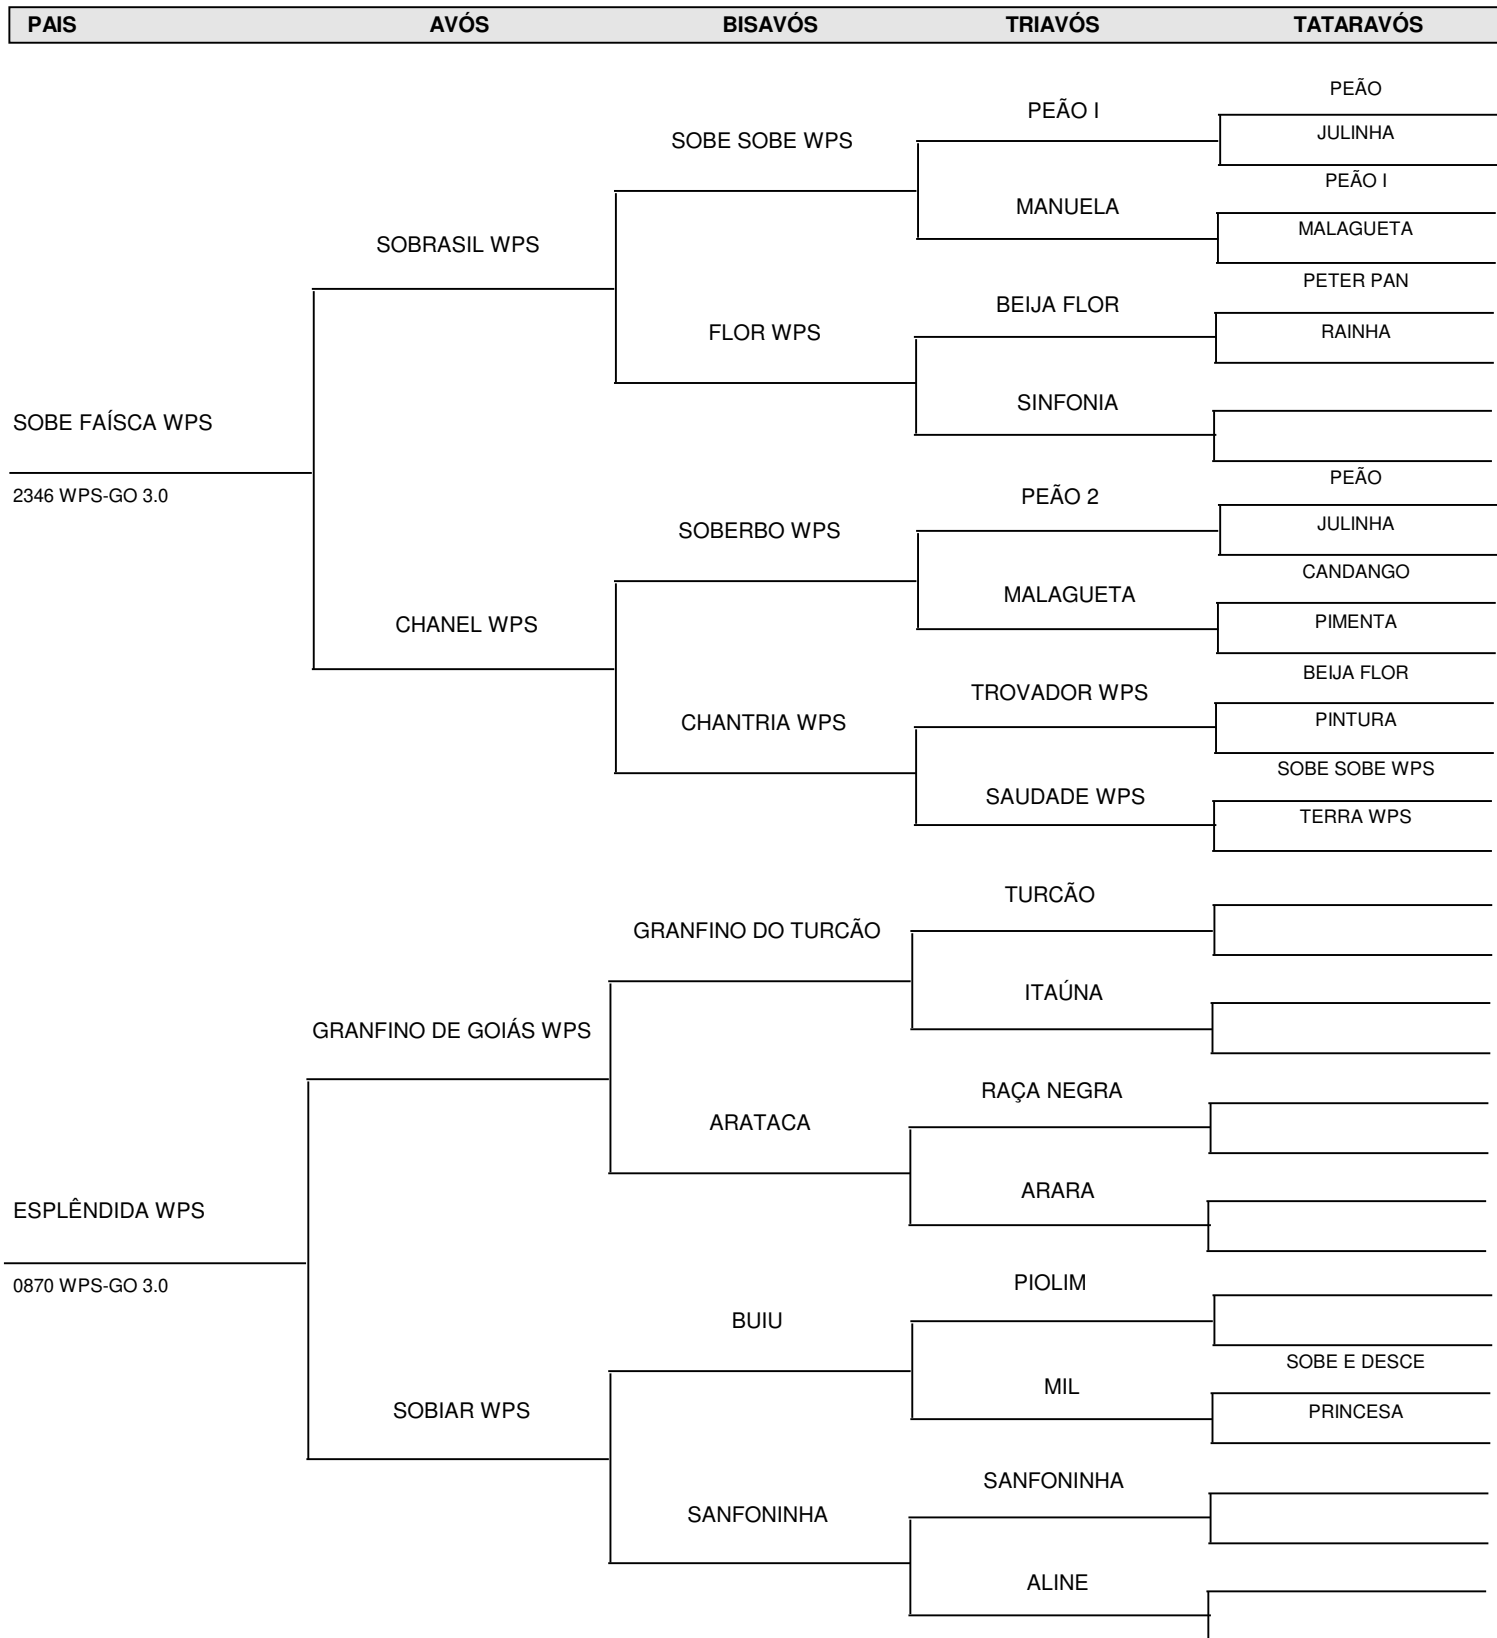 PAIS AVÓS BISAVÓS TRIAVÓS TATARAVÓS
PEÃO
PEÃO I
JULINHA
SOBE SOBE WPS
PEÃO I
MANUELA
MALAGUETA
SOBRASIL WPS
PETER PAN
BEIJA FLOR
RAINHA
FLOR WPS
SINFONIA
SOBE FAÍSCA WPS
PEÃO
2346 WPS-GO 3.0
PEÃO 2
JULINHA
SOBERBO WPS
CANDANGO
MALAGUETA
PIMENTA
CHANEL WPS
BEIJA FLOR
TROVADOR WPS
PINTURA
CHANTRIA WPS
SOBE SOBE WPS
SAUDADE WPS
TERRA WPS
TURCÃO
GRANFINO DO TURCÃO
ITAÚNA
GRANFINO DE GOIÁS WPS
RAÇA NEGRA
ARATACA
ARARA
ESPLÊNDIDA WPS
0870 WPS-GO 3.0
PIOLIM
BUIU
SOBE E DESCE
MIL
PRINCESA
SOBIAR WPS
SANFONINHA
SANFONINHA
ALINE